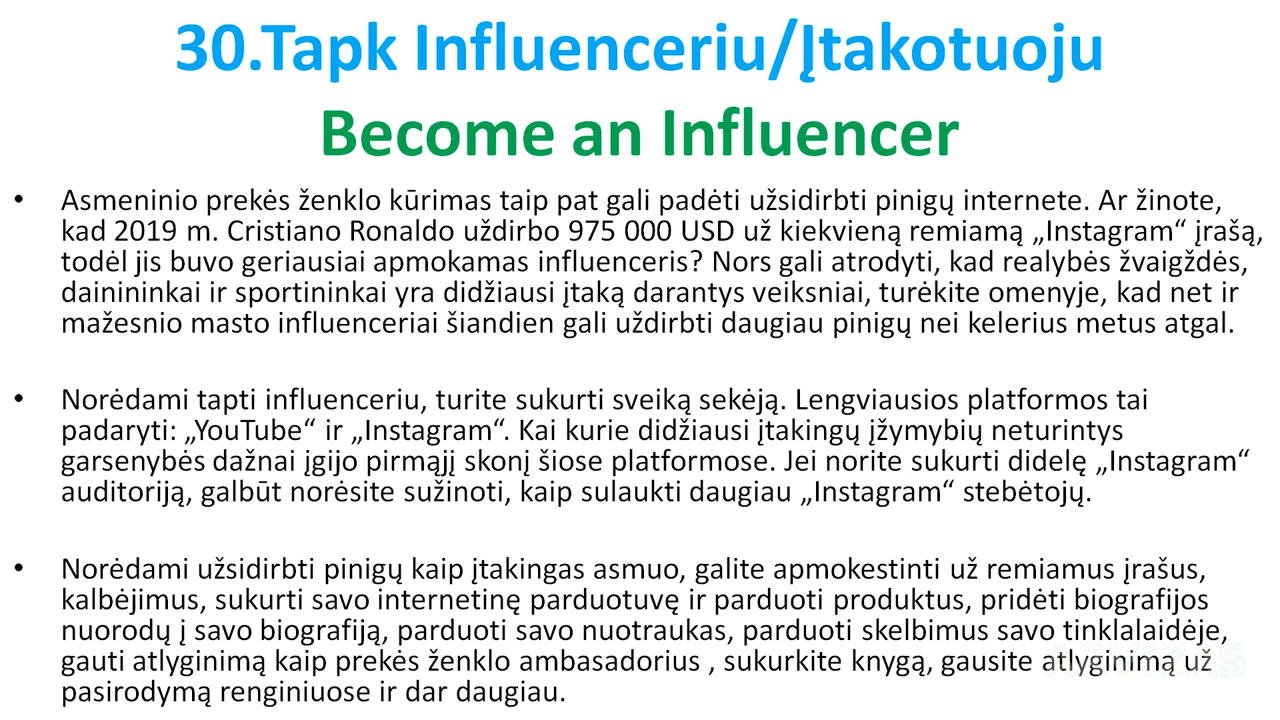 30.Tapk Influenceriu/Įtakotuoju
Become an Influencer
• Asmeninio prekės ženklo kūrimas taip pat gali padėti užsidirbti pinigų internete. Ar žinote,
kad 2019 m. Cristiano Ronaldo uždirbo 975 000 USD už kiekvieną remiamą „Instagram“ įrašą,
todėl jis buvo geriausiai apmokamas influenceris? Nors gali atrodyti, kad realybės žvaigždės,
dainininkai ir sportininkai yra didžiausi įtaką darantys veiksniai, turėkite omenyje, kad net ir
mažesnio masto influenceriai šiandien gali uždirbti daugiau pinigų nei kelerius metus atgal.
• Norėdami tapti influenceriu, turite sukurti sveiką sekėją. Lengviausios platformos tai
padaryti: „YouTube“ ir „Instagram“. Kai kurie didžiausi įtakingų įžymybių neturintys
garsenybės dažnai įgijo pirmąjį skonį šiose platformose. Jei norite sukurti didelę „Instagram“
auditoriją, galbūt norėsite sužinoti, kaip sulaukti daugiau „Instagram“ stebėtojų.
• Norėdami užsidirbti pinigų kaip įtakingas asmuo, galite apmokestinti už remiamus įrašus,
kalbėjimus, sukurti savo internetinę parduotuvę ir parduoti produktus, pridėti biografijos
nuorodų į savo biografiją, parduoti savo nuotraukas, parduoti skelbimus savo tinklalaidėje,
gauti atlyginimą kaip prekės ženklo ambasadorius , sukurkite knygą, gausite atlyginimą už
pasirodymą renginiuose ir dar daugiau.